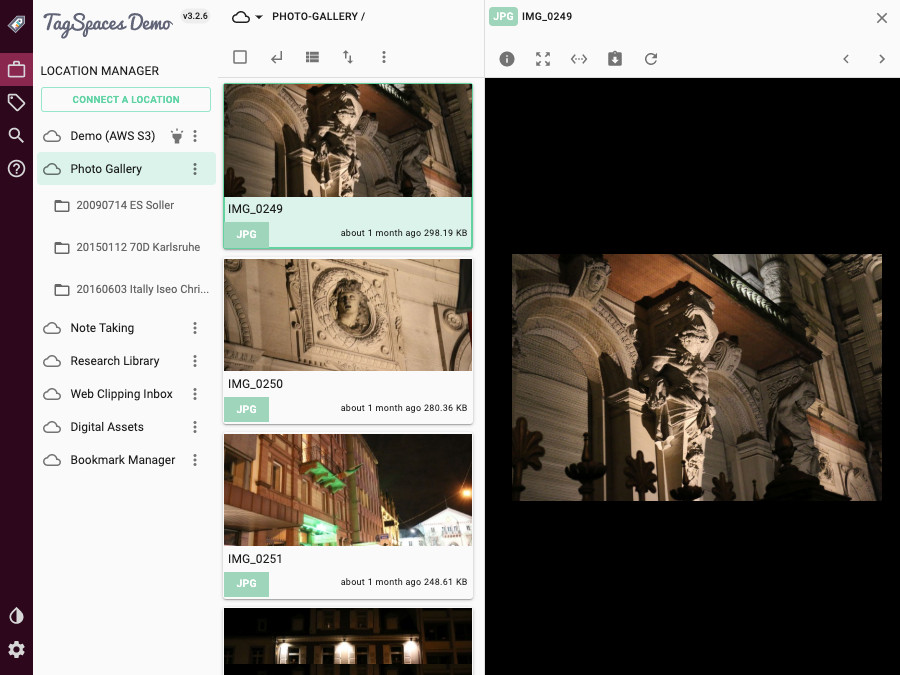 TagSpaces Demo
v3.2.6
LOCATION MANAGER
CONNECT A LOCATION
Demo (AWS S3)
Photo Gallery
20090714 ES Soller
20150112 70D Karlsruhe
20160603 Itally Iseo Chri...
Note Taking
Research Library
Web Clipping Inbox
Digital Assets
Bookmark Manager
PHOTO-GALLERY /
IMG_0249
JPG
about 1 month ago 298.19 KB
IMG_0250
JPG
about 1 month ago 280.36 KB
IMG_0251
JPG
about 1 month ago 248.61 KB
JPG IMG_0249